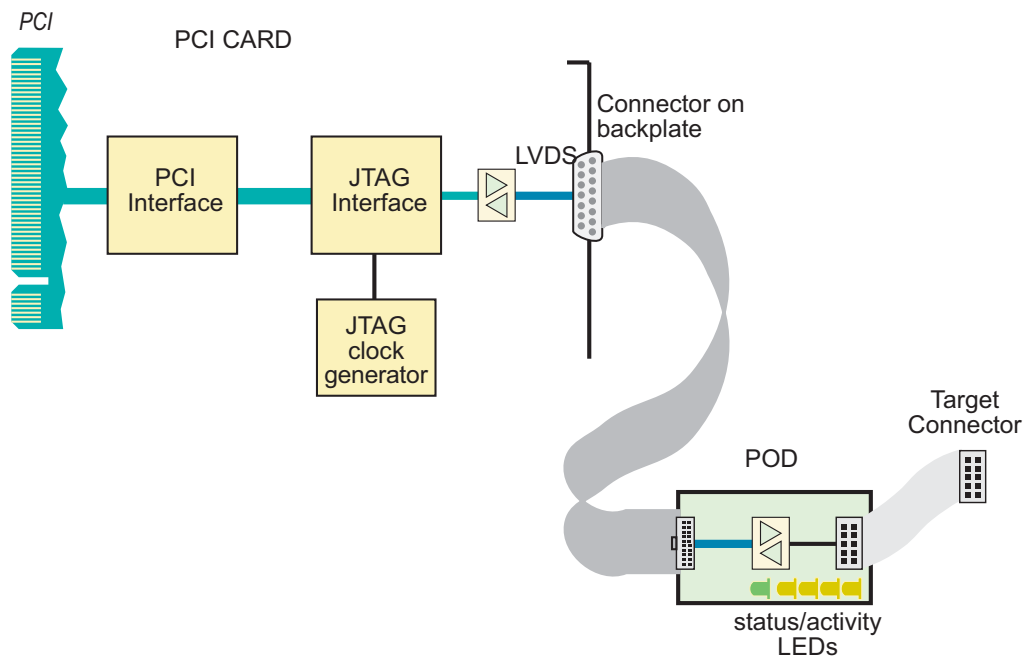 PCI
PCI CARD
Connector on
backplate
LVDS
PCI
Interface
JTAG
Interface
JTAG
clock
generator
Target
Connector
POD
status/activity
LEDs